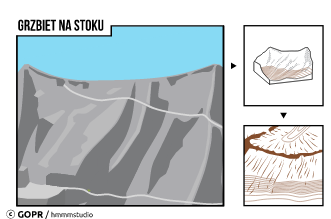 GRZBIET NA STOKU
© GOPR / hmmmstudio